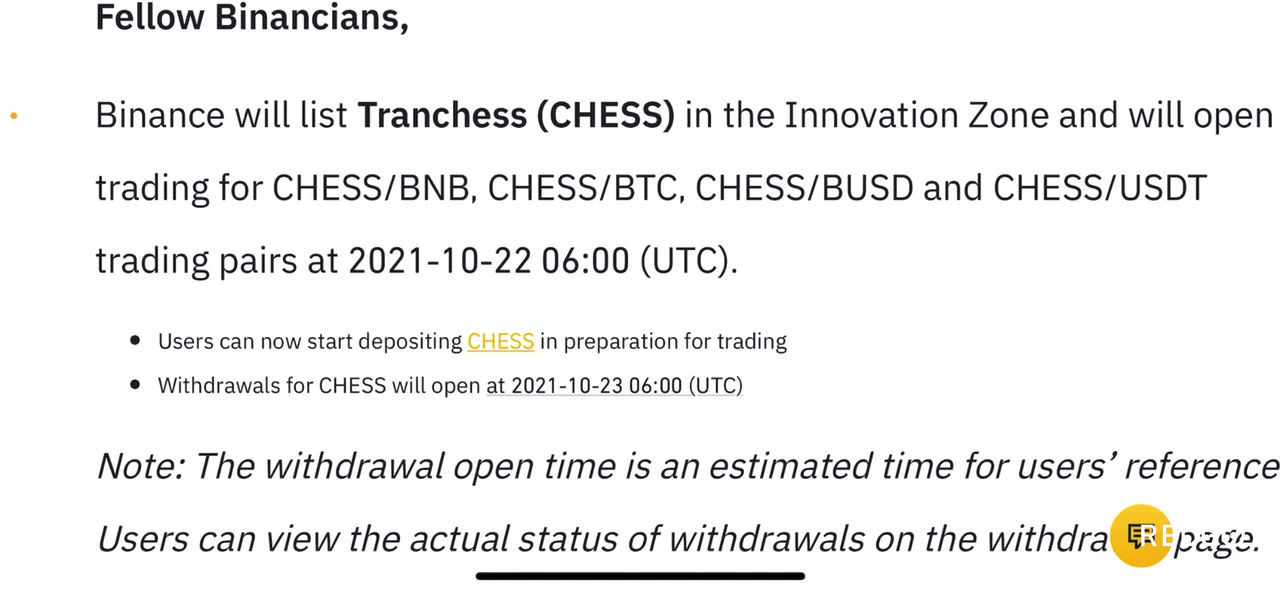 Fellow Binancians,
Binance will list Tranchess (CHESS) in the Innovation Zone and will open
trading for CHESS/BNB, CHESS/BTC, CHESS/BUSD and CHESS/USDT
trading pairs at 2021-10-22 06:00 (UTC).
Users can now start depositing CHESS in preparation for trading
Withdrawals for CHESS will open at 2021-10-23 06:00 (UTC)
Note: The withdrawal open time is an estimated time for users’ reference
Users can view the actual status of withdrawals on the page.